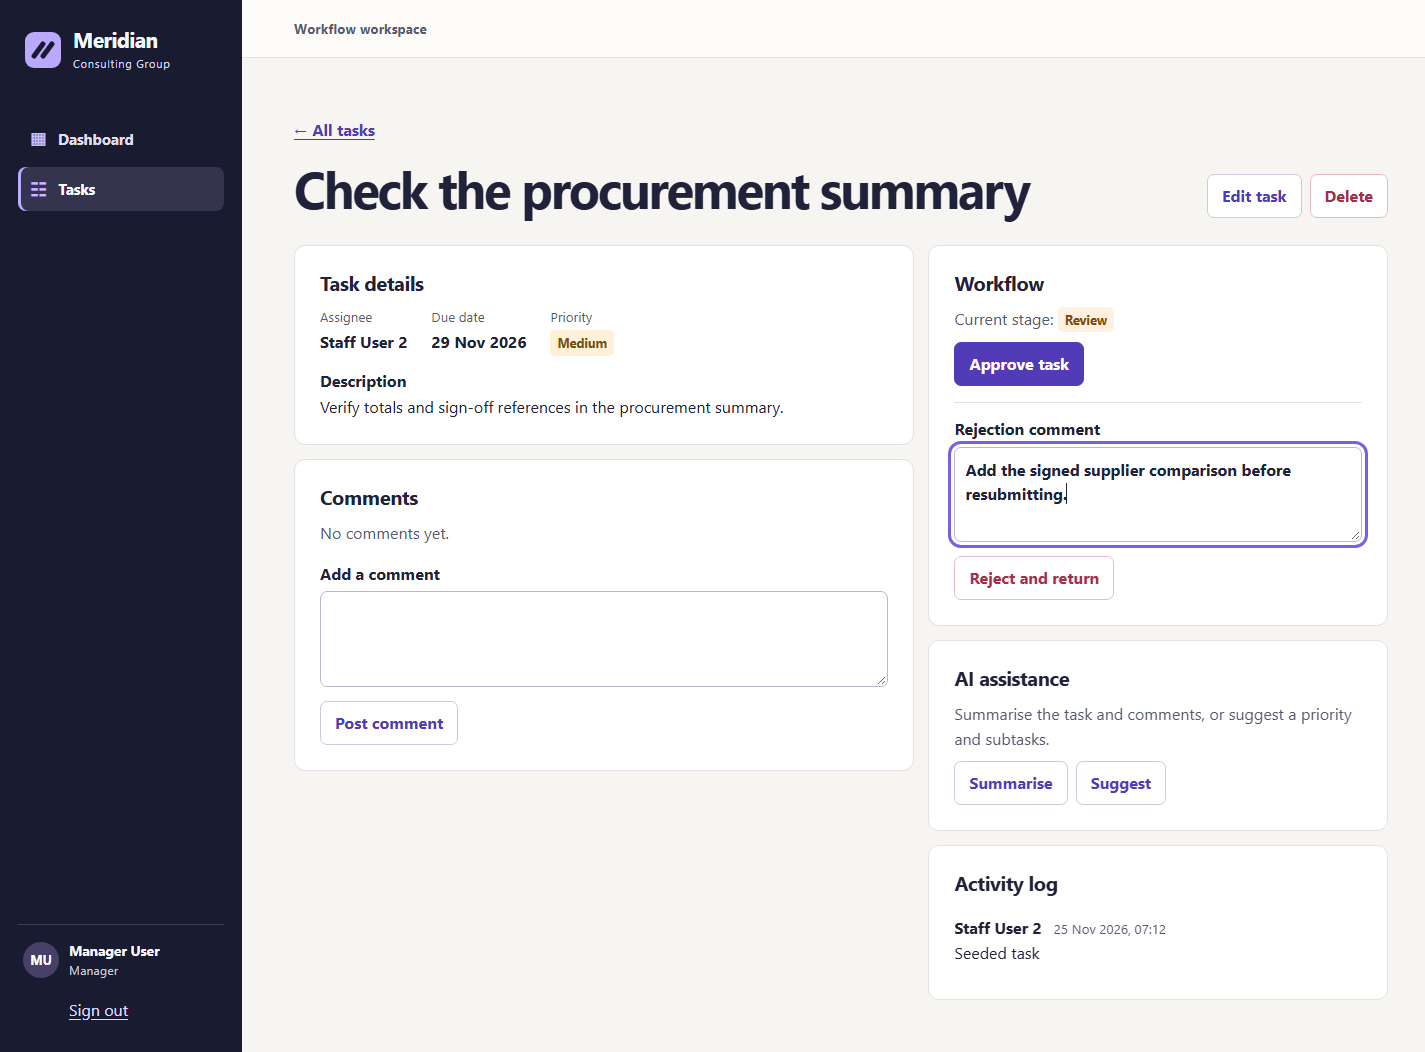 Meridian
Consulting Group
Dashboard
Tasks
MU
Manager User
Manager
Sign out
Workflow workspace
← All tasks
Check the procurement summary
Edit task
Delete
Task details
Assignee
Staff User 2
Due date
29 Nov 2026
Priority
Medium
Description
Verify totals and sign-off references in the procurement summary.
Comments
No comments yet.
Add a comment
Post comment
Workflow
Current stage: Review
Approve task
Rejection comment
Add the signed supplier comparison before
resubmitting.
Reject and return
AI assistance
Summarise the task and comments, or suggest a priority
and subtasks.
Summarise
Suggest
Activity log
Staff User 2 25 Nov 2026, 07:12
Seeded task